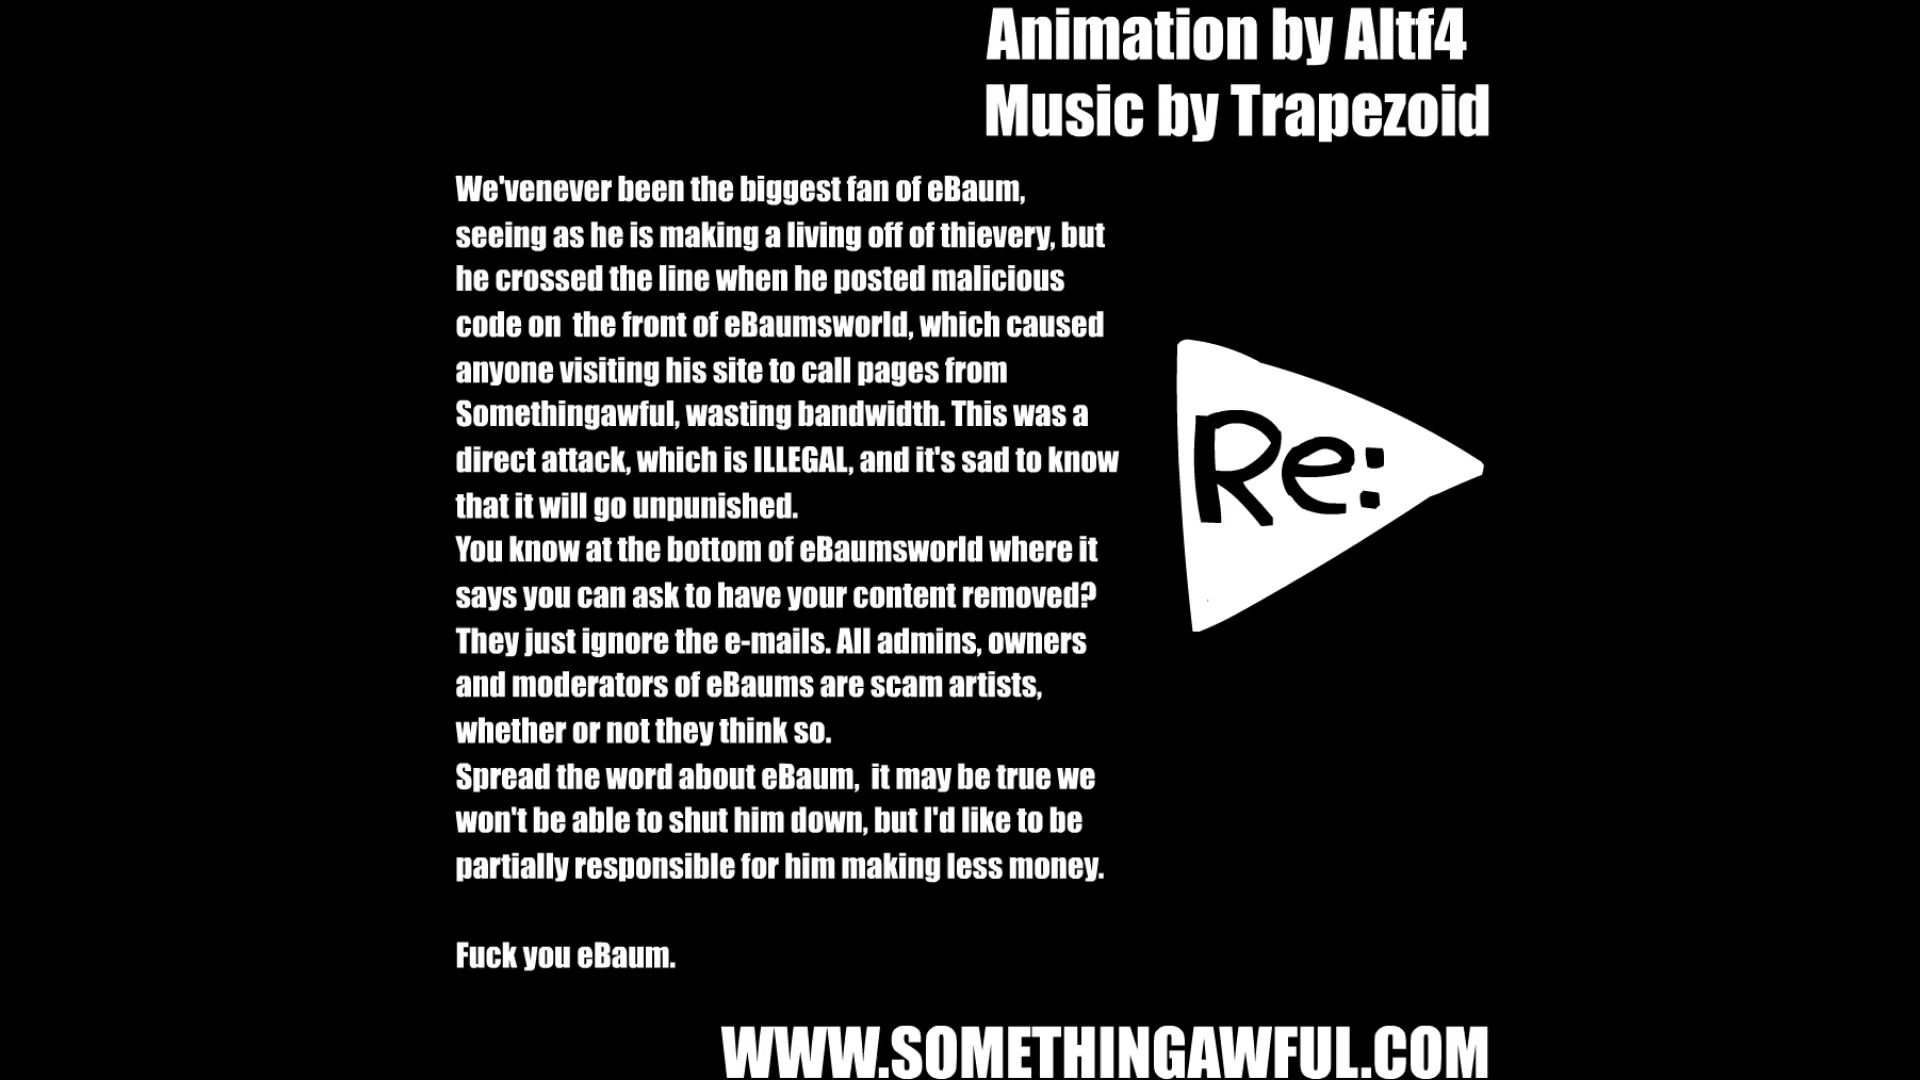 Animation by Altf4
Music by Trapezoid
We'venever been the biggest fan of eBaum,
seeing as he is making a living off of thievery, but
he crossed the line when he posted malicious
code on  the front of eBaumsworld, which caused
anyone visiting his site to call pages from
Somethingawful, wasting bandwidth. This was a
direct attack, which is ILLEGAL, and it's sad to know
that it will go unpunished.
You know at the bottom of eBaumsworld where it
says you can ask to have your content removed?
They just ignore the e-mails. All admins, owners
and moderators of eBaums are scam artists,
whether or not they think so.
Spread the word about eBaum,  it may be true we
won't be able to shut him down, but I'd like to be
partially responsible for him making less money.
Fuck you eBaum.
Re:
WWW.SOMETHINGAWFUL.COM